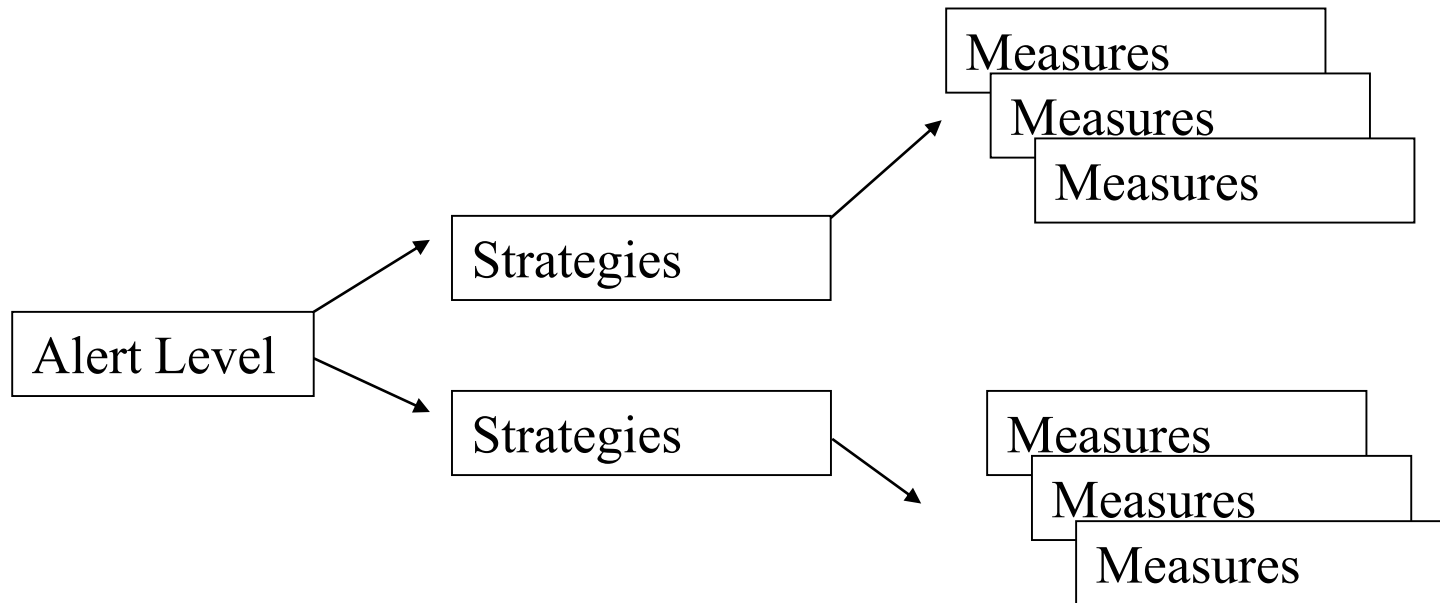 Measures
Measures
Measures
Strategies
Alert Level
Strategies
Measures
Measures
Measures